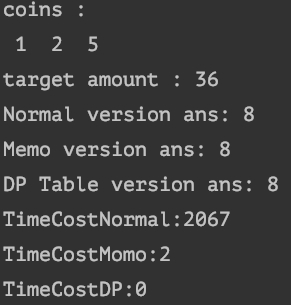 coins :
1 2 5
target amount : 36
Normal version ans: 8
Memo version ans: 8
DP Table version ans: 8
TimeCostNormal:2067
TimeCostMomo:2
TimeCostDP:0